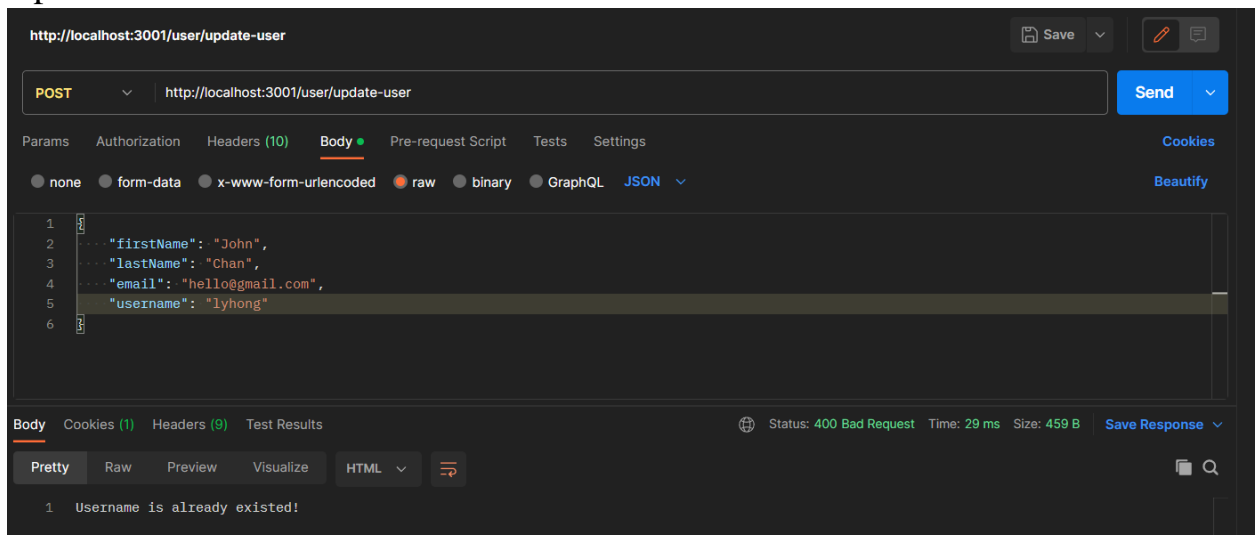 http://localhost:3001/user/update-user
Save
POST http://localhost:3001/user/update-user Send
Params Authorization Headers (10) Body Pre-request Script Tests Settings Cookies
none form-data x-www-form-urlencoded raw binary GraphQL JSON Beautify
1 {
2 ····"firstName":·"John",
3 ····"lastName":·"Chan",
4 ····"email":·"hello@gmail.com",
5 ····"username": "lyhong"
6 }
Body Cookies (1) Headers (9) Test Results Status: 400 Bad Request Time: 29 ms Size: 459 B Save Response
Pretty Raw Preview Visualize HTML
1 Username is already existed!